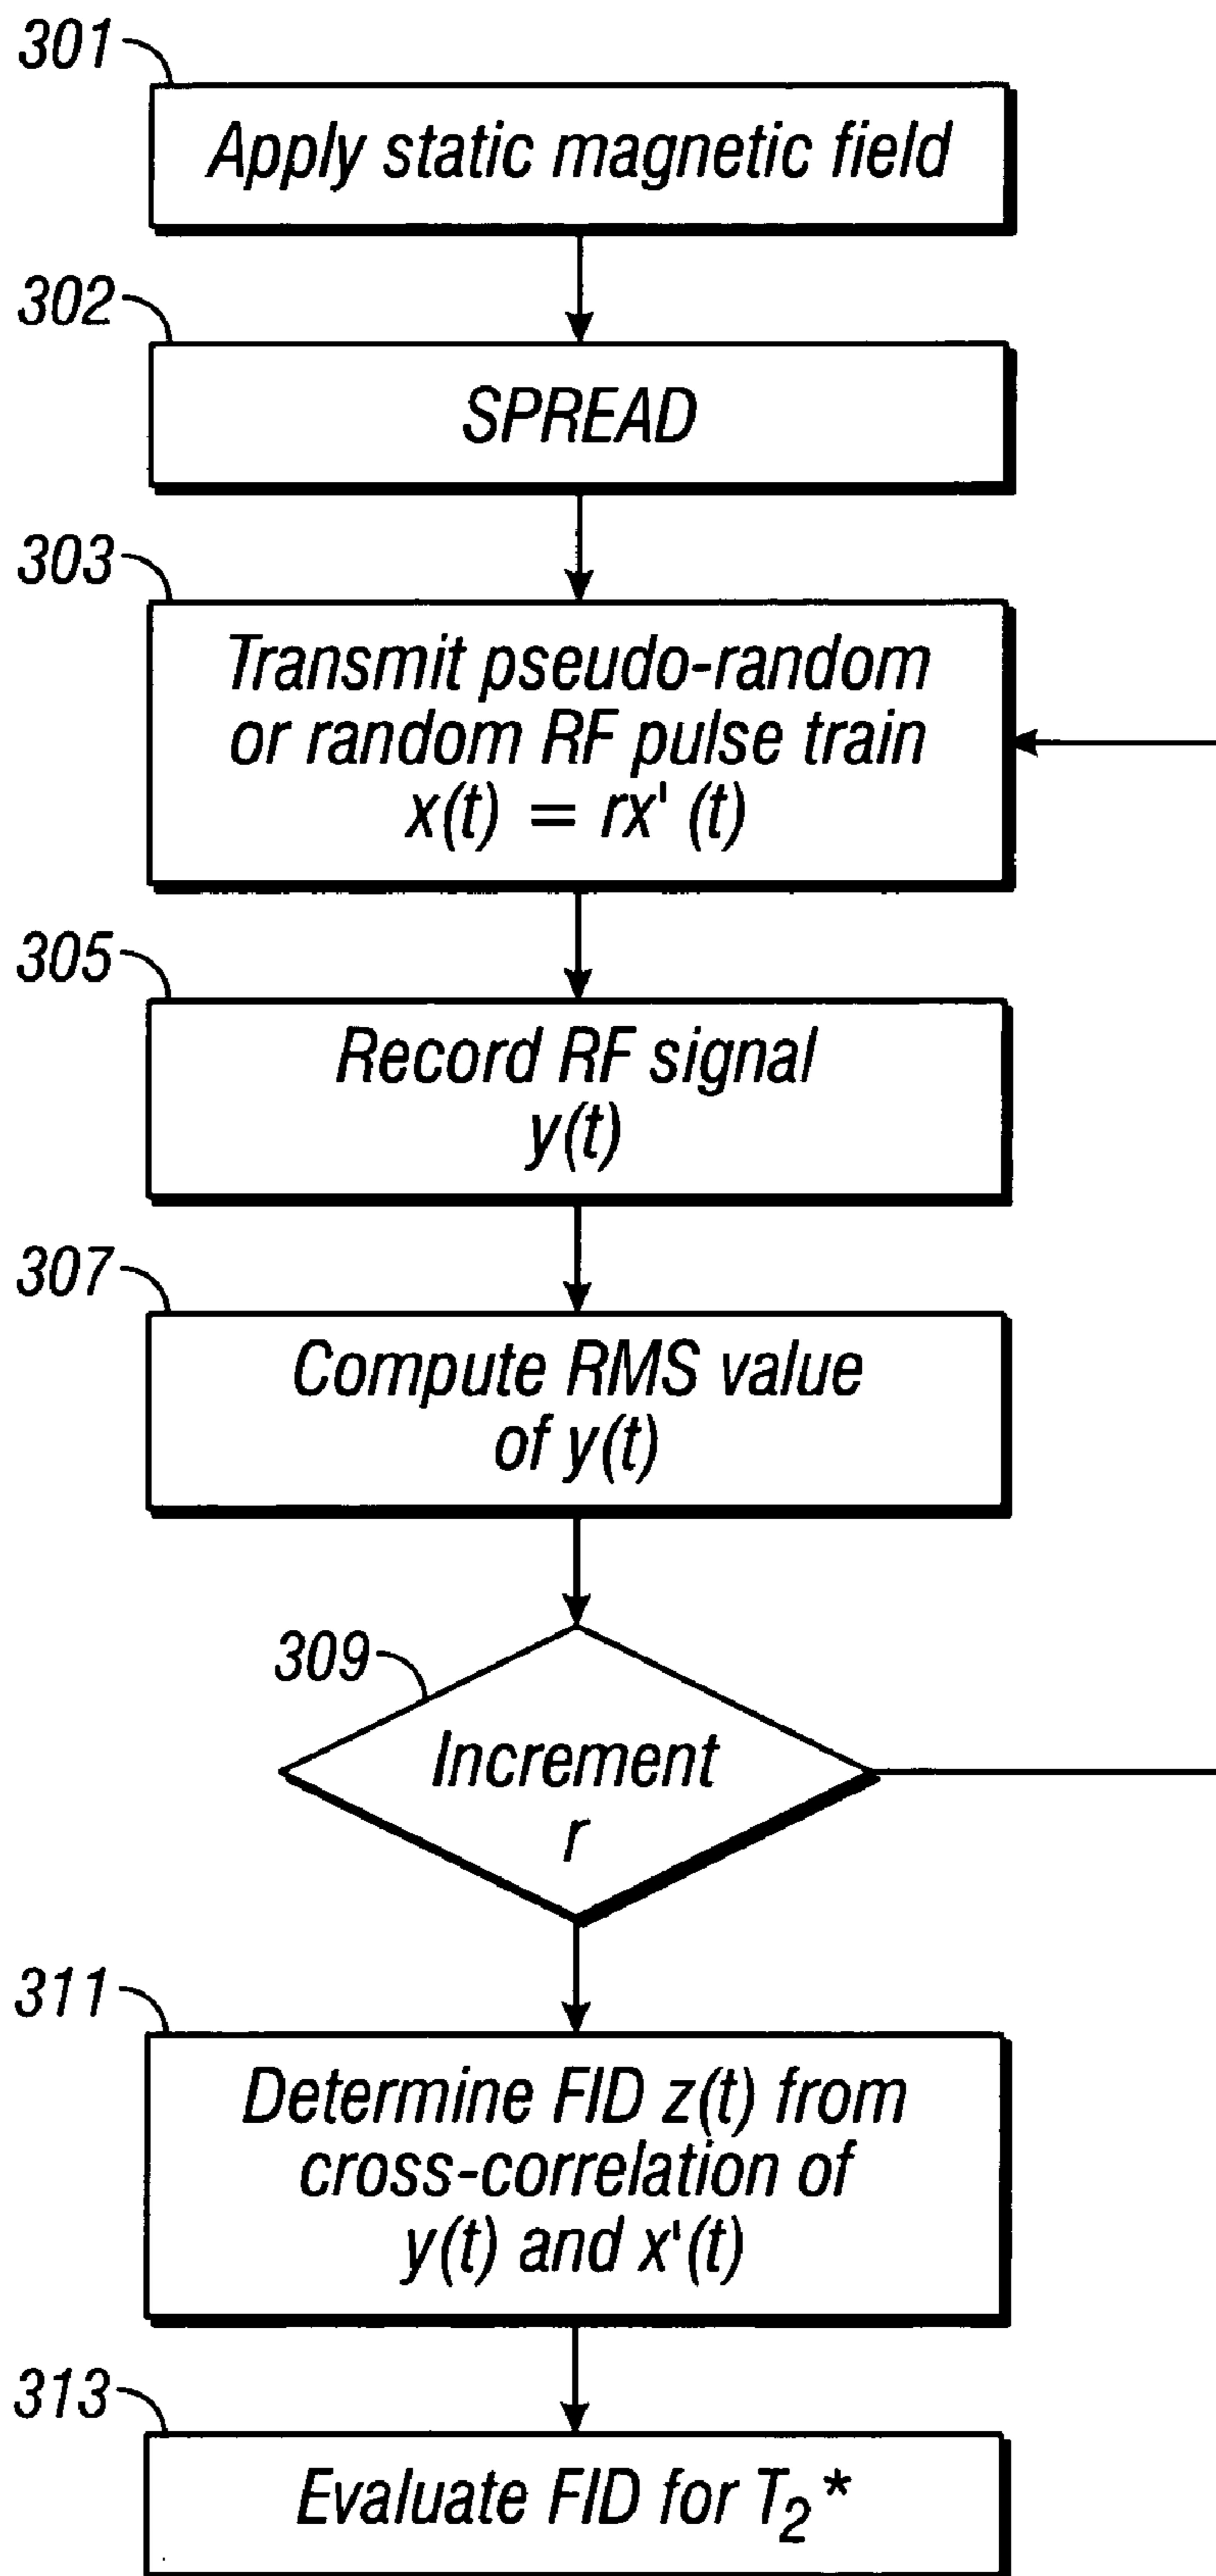 301
Apply static magnetic field
302
SPREAD
303
Transmit pseudo-random
or random RF pulse train
x(t) = rx' (t)
305
Record RF signal
y(t)
307
Compute RMS value
of y(t)
309
Increment
r
311
Determine FID z(t) from
cross-correlation of
y(t) and x'(t)
313
Evaluate FID for T₂*